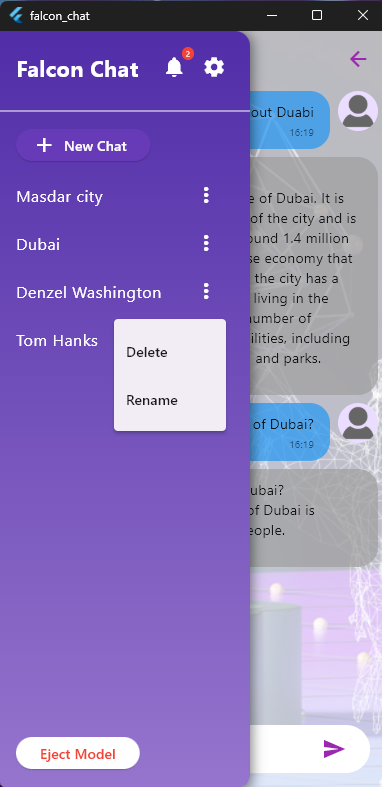 falcon_chat
Falcon Chat
2
New Chat
Masdar city
Dubai
Denzel Washington
Tom Hanks
Delete
Rename
Eject Model
out Duabi
16:19
e of Dubai. It is
of the city and is
und 1.4 million
se economy that
the city has a
living in the
number of
ilities, including
and parks.
of Dubai?
16:19
ubai?
of Dubai is
eople.